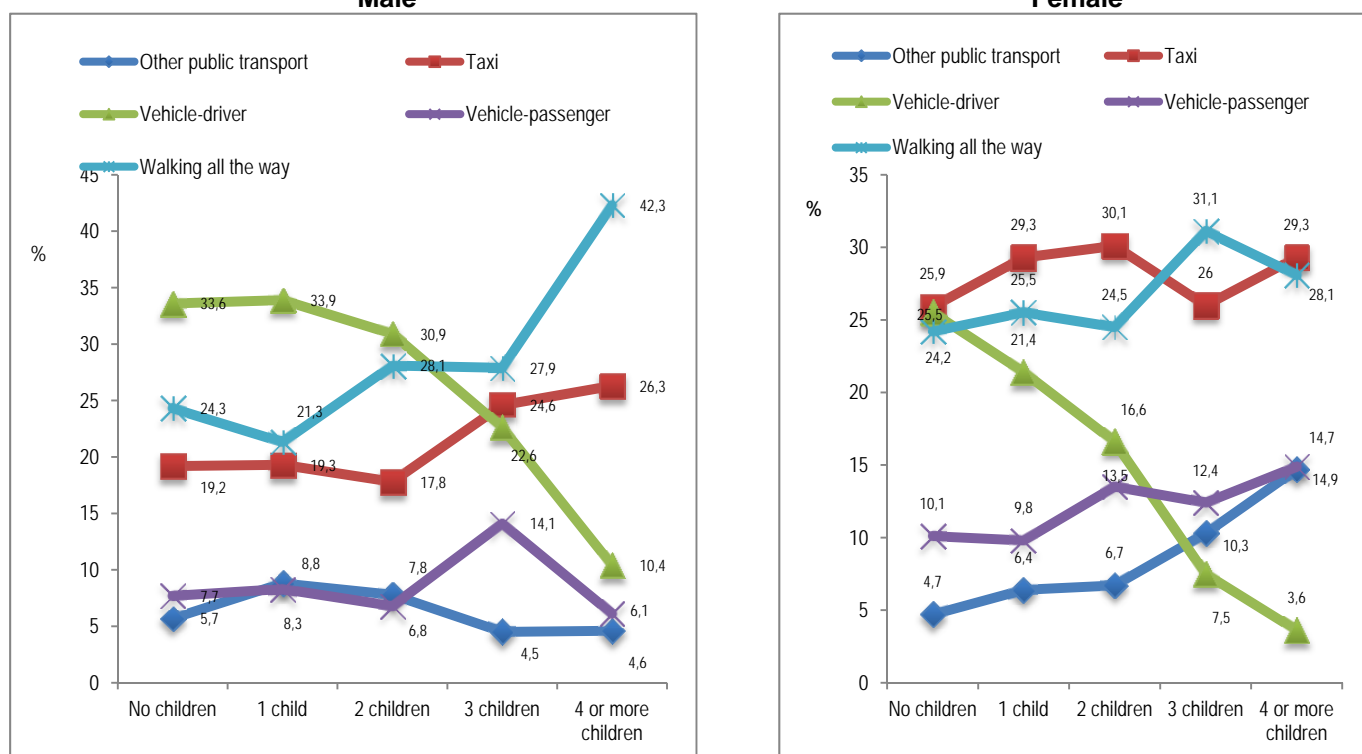 Male
Other public transport
Taxi
Vehicle-driver
Vehicle-passenger
Walking all the way
%
45
40
35
30
25
20
15
10
5
0
33,6
33,9
30,9
22,6
10,4
24,3
21,3
28,1
27,9
42,3
19,2
19,3
17,8
24,6
26,3
7,7
8,3
6,8
14,1
6,1
5,7
8,8
7,8
4,5
4,6
No children
1 child
2 children
3 children
4 or more
children
Female
Other public transport
Taxi
Vehicle-driver
Vehicle-passenger
Walking all the way
%
35
30
25
20
15
10
5
0
25,9
29,3
30,1
26
29,3
25,5
21,4
16,6
7,5
3,6
24,2
25,5
24,5
31,1
28,1
10,1
9,8
13,5
12,4
14,9
4,7
6,4
6,7
10,3
14,7
No children
1 child
2 children
3 children
4 or more
children